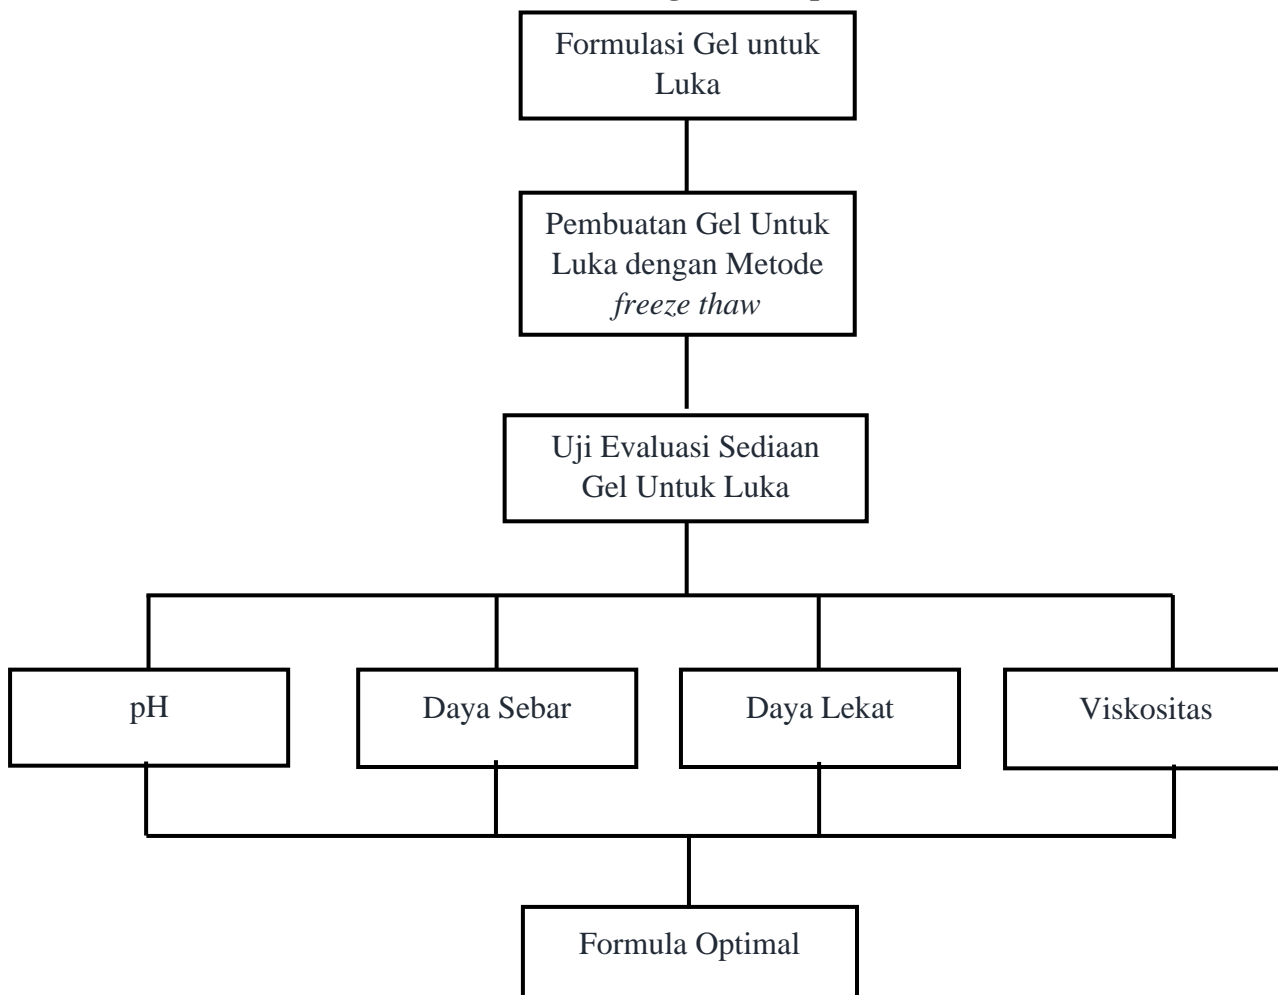 Formulasi Gel untuk
Luka
Pembuatan Gel Untuk
Luka dengan Metode
freeze thaw
Uji Evaluasi Sediaan
Gel Untuk Luka
pH
Daya Sebar
Daya Lekat
Viskositas
Formula Optimal